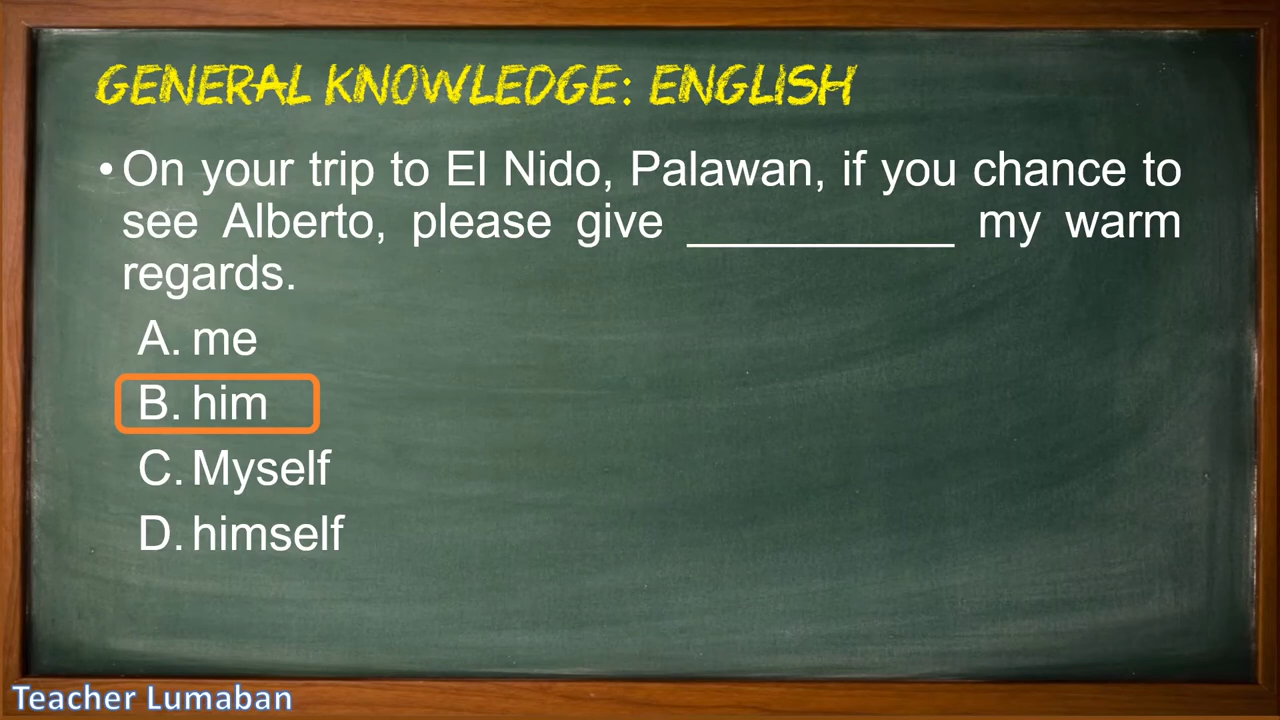 GENERAL KNOWLEDGE: ENGLISH
• On your trip to El Nido, Palawan, if you chance to
see Alberto, please give ___________ my warm
regards.
A. me
B. him
C. Myself
D. himself
Teacher Lumaban